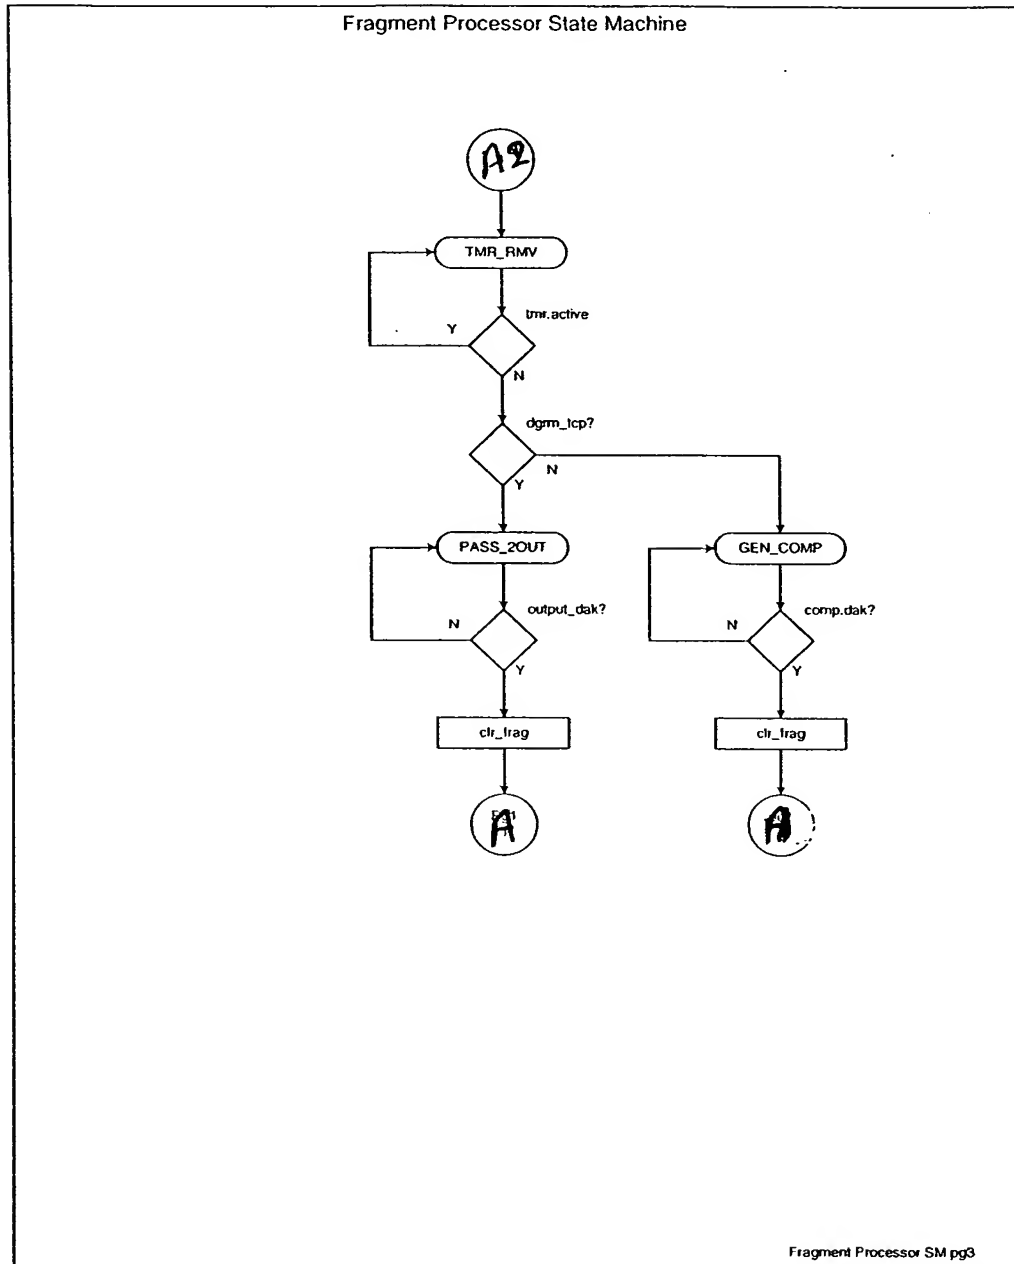 Fragment Processor State Machine
A2
TMR_RMV
tmr.active
Y
N
dgrm_tcp?
N
Y
PASS_2OUT
GEN_COMP
output_dak?
comp.dak?
N
N
Y
Y
clr_frag
clr_frag
A
A
Fragment Processor SM pg3